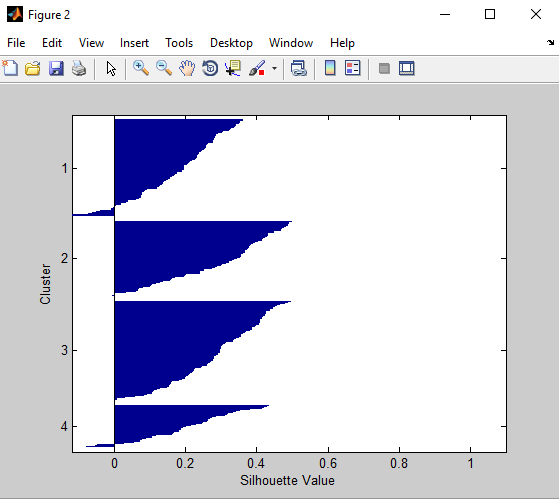 Figure 2
File Edit View Insert Tools Desktop Window Help
1
2
3
4
Cluster
0 0.2 0.4 0.6 0.8 1
Silhouette Value